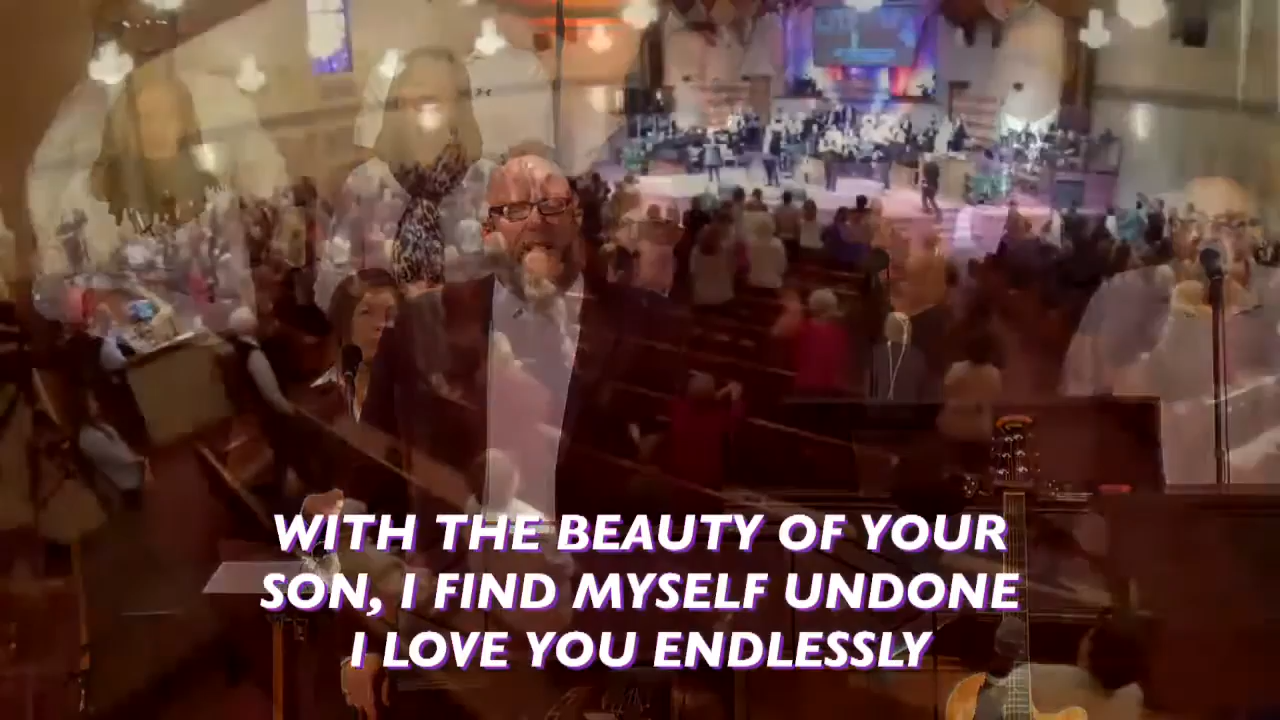 WITH THE BEAUTY OF YOUR
SON, I FIND MYSELF UNDONE
I LOVE YOU ENDLESSLY